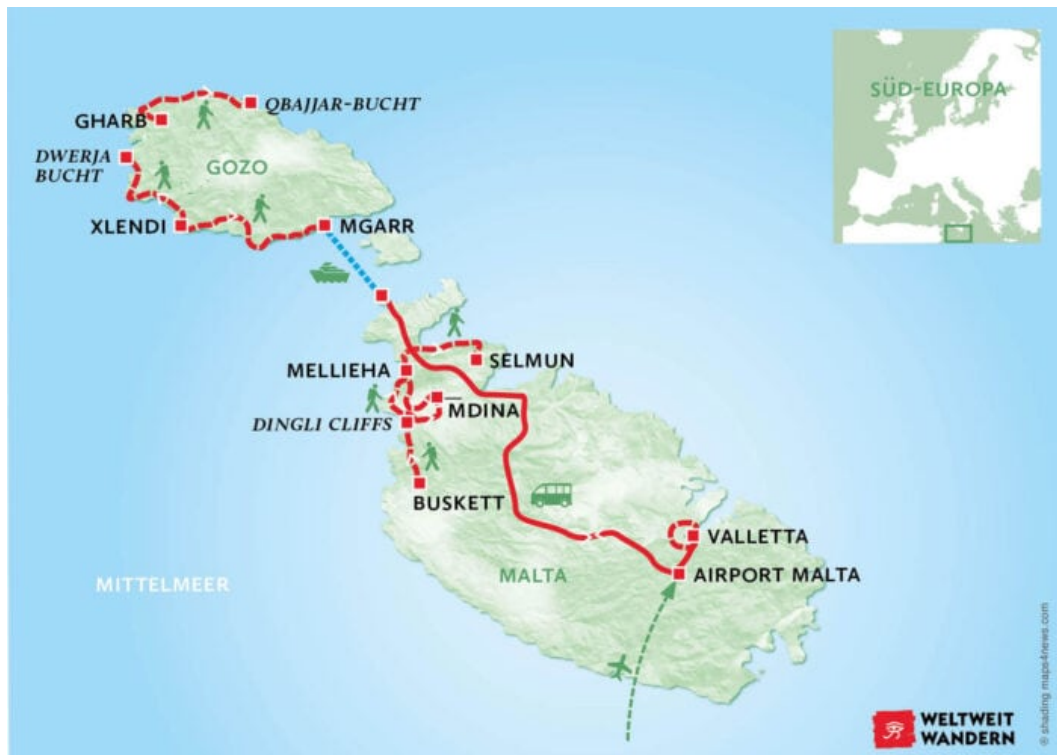 SÜD-EUROPA
QBAJJAR-BUCHT
GHARB
DWERJA
BUCHT
GOZO
XLENDI
MGARR
MELLIEHA
SELMUN
MDINA
DINGLI CLIFFS
BUSKETT
VALLETTA
MITTELMEER
MALTA
AIRPORT MALTA
© shading maps4news.com
WELTWEIT
WANDERN